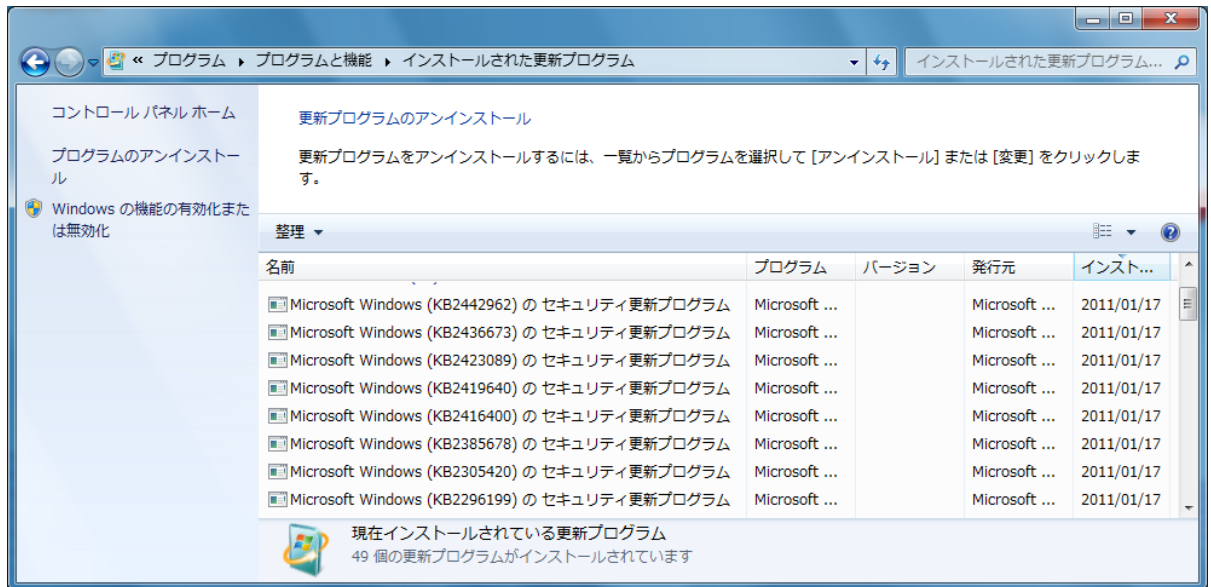 « プログラム ▸ プログラムと機能 ▸ インストールされた更新プログラム
インストールされた更新プログラム...
コントロール パネル ホーム
プログラムのアンインストー
ル
Windows の機能の有効化また
は無効化
更新プログラムのアンインストール
更新プログラムをアンインストールするには、一覧からプログラムを選択して [アンインストール] または [変更] をクリックしま
す。
整理
名前 プログラム バージョン 発行元 インスト...
Microsoft Windows (KB2442962) の セキュリティ更新プログラム Microsoft ... Microsoft ... 2011/01/17
Microsoft Windows (KB2436673) の セキュリティ更新プログラム Microsoft ... Microsoft ... 2011/01/17
Microsoft Windows (KB2423089) の セキュリティ更新プログラム Microsoft ... Microsoft ... 2011/01/17
Microsoft Windows (KB2419640) の セキュリティ更新プログラム Microsoft ... Microsoft ... 2011/01/17
Microsoft Windows (KB2416400) の セキュリティ更新プログラム Microsoft ... Microsoft ... 2011/01/17
Microsoft Windows (KB2385678) の セキュリティ更新プログラム Microsoft ... Microsoft ... 2011/01/17
Microsoft Windows (KB2305420) の セキュリティ更新プログラム Microsoft ... Microsoft ... 2011/01/17
Microsoft Windows (KB2296199) の セキュリティ更新プログラム Microsoft ... Microsoft ... 2011/01/17
現在インストールされている更新プログラム
49 個の更新プログラムがインストールされています